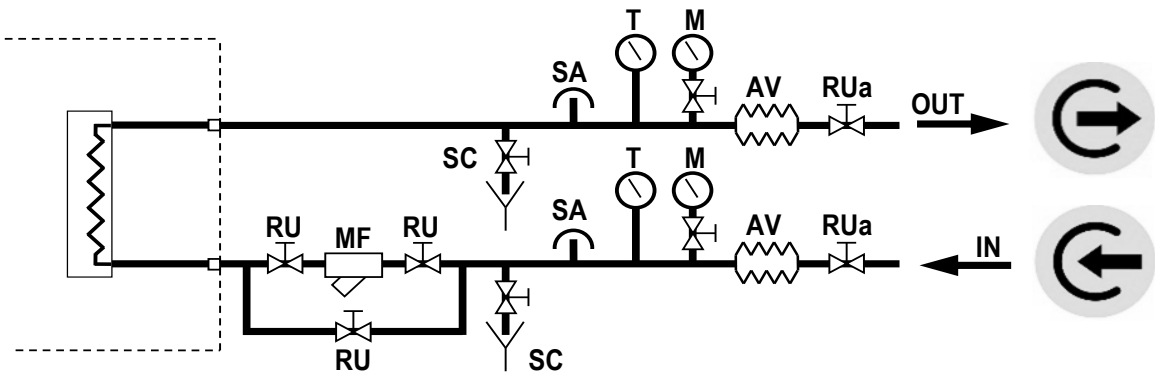 T M
SA AV RUa OUT
SC T M
SA AV RUa
RU MF RU IN
RU SC